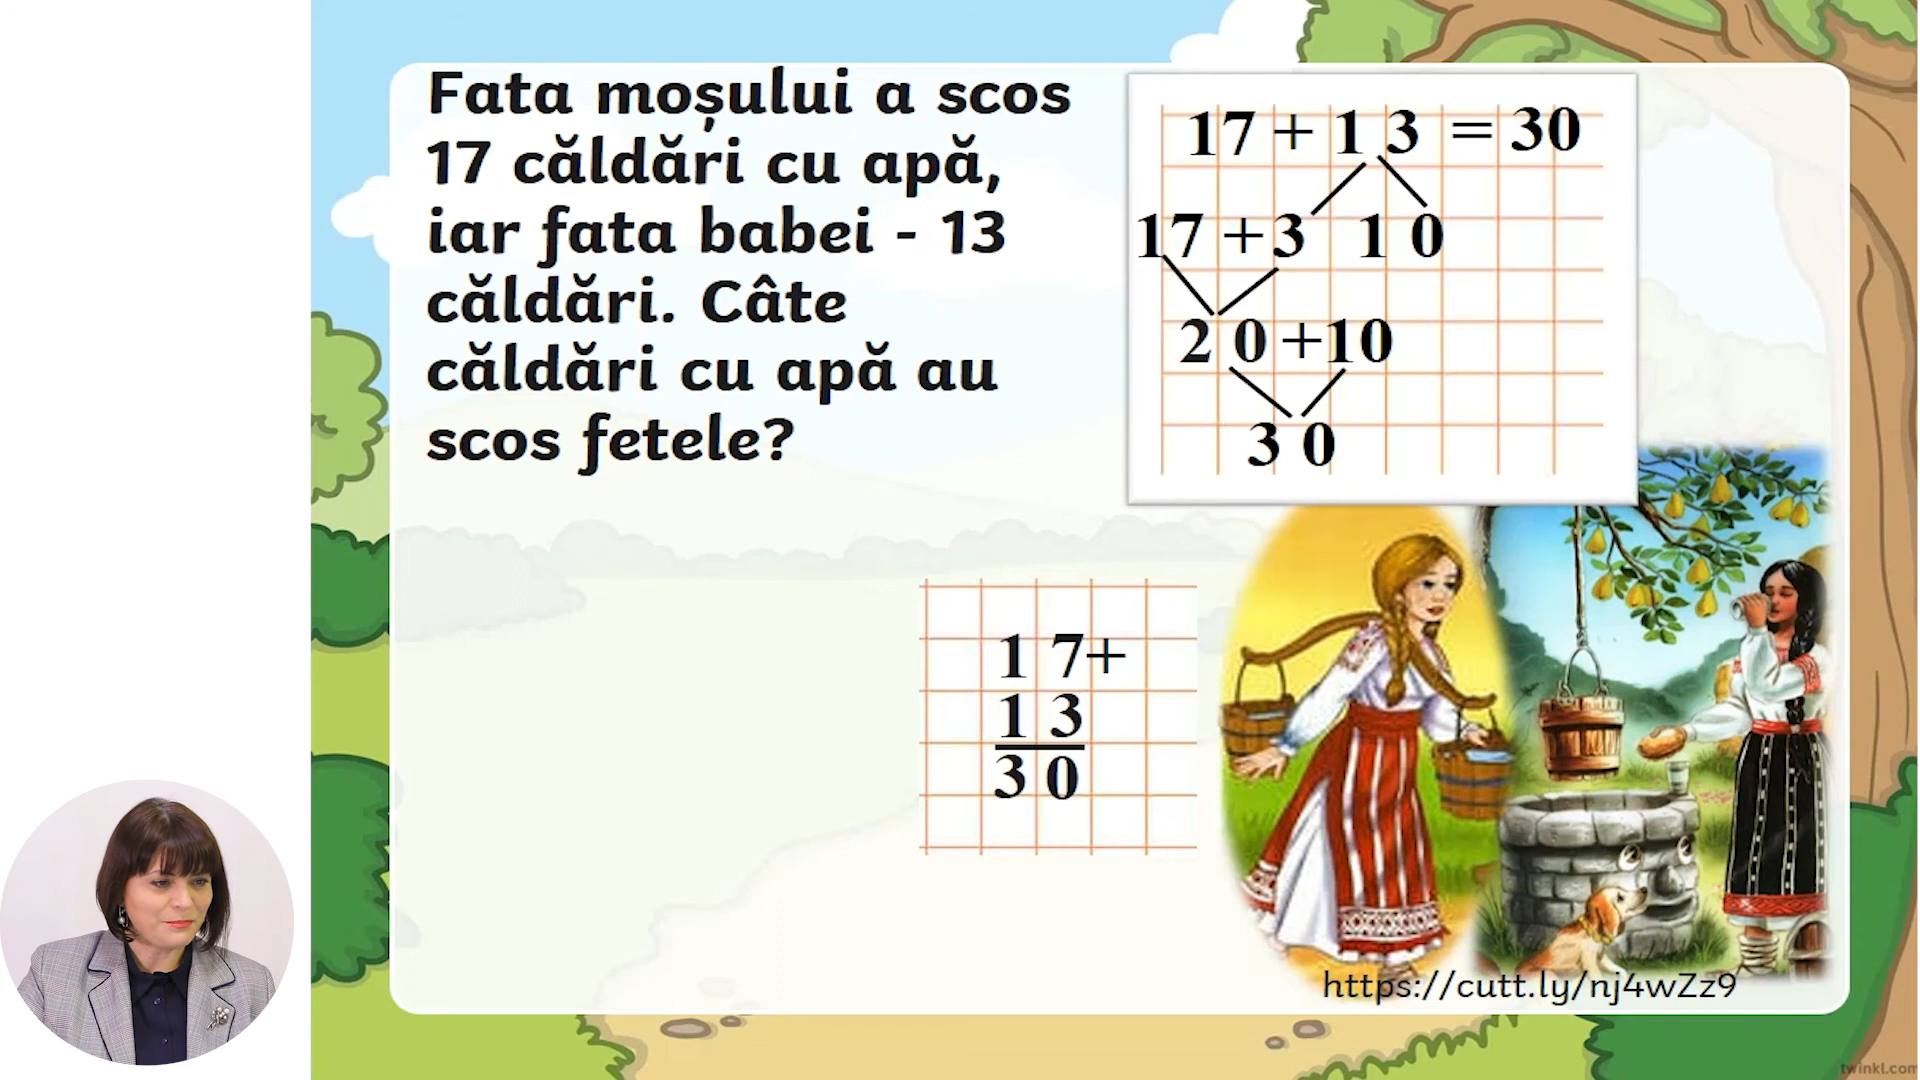 Fata moșului a scos
17 căldări cu apă,
iar fata babei - 13
căldări. Câte
căldări cu apă au
scos fetele?
17 + 1 3 = 30
17 + 3 1 0
2 0 + 10
3 0
1 7+
1 3
3 0
https://cutt.ly/nj4wZz9
twinkl.com